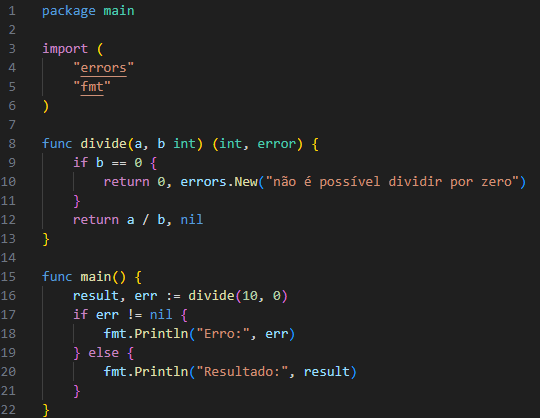 1 package main
2
3 import (
4     "errors"
5     "fmt"
6 )
7
8 func divide(a, b int) (int, error) {
9     if b == 0 {
10         return 0, errors.New("não é possível dividir por zero")
11     }
12     return a / b, nil
13 }
14
15 func main() {
16     result, err := divide(10, 0)
17     if err != nil {
18         fmt.Println("Erro:", err)
19     } else {
20         fmt.Println("Resultado:", result)
21     }
22 }